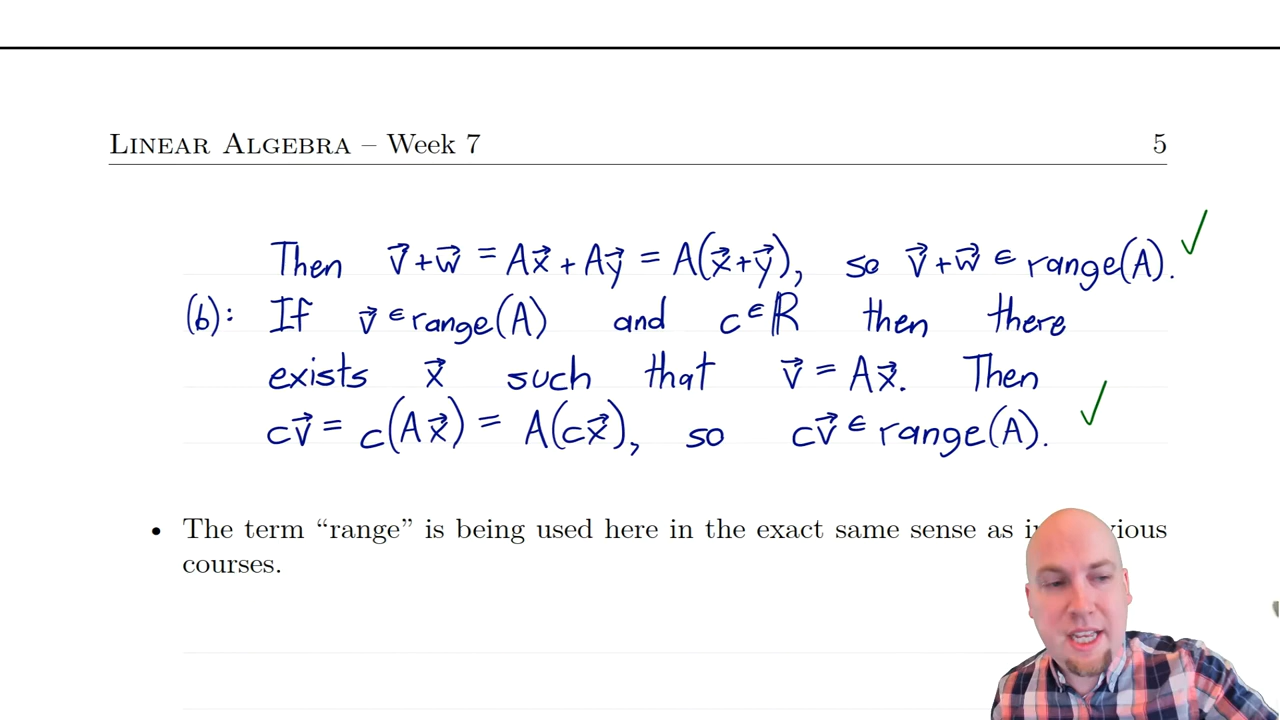 LINEAR ALGEBRA – Week 7 5
Then v⃗+w⃗ = Ax⃗ + Ay⃗ = A(x⃗+y⃗), so v⃗+w⃗ ∈ range(A). ✓
(b): If v⃗ ∈ range(A) and c ∈ ℝ then there
exists x⃗ such that v⃗ = Ax⃗. Then
cv⃗ = c(Ax⃗) = A(cx⃗), so cv⃗ ∈ range(A). ✓
• The term “range” is being used here in the exact same sense as
courses.